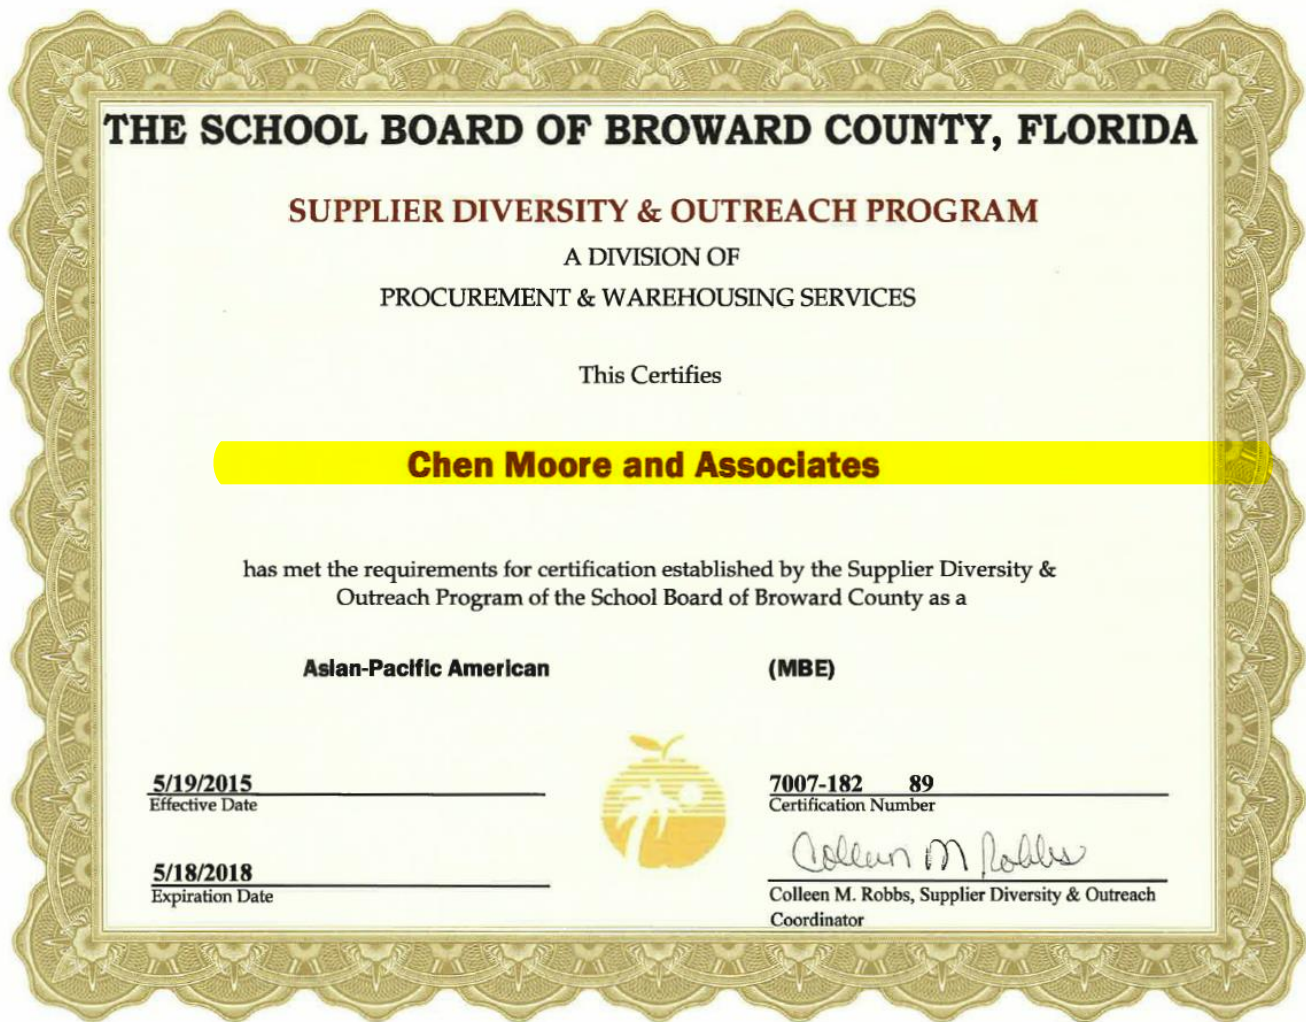 THE SCHOOL BOARD OF BROWARD COUNTY, FLORIDA
SUPPLIER DIVERSITY & OUTREACH PROGRAM
A DIVISION OF
PROCUREMENT & WAREHOUSING SERVICES
This Certifies
Chen Moore and Associates
has met the requirements for certification established by the Supplier Diversity &
Outreach Program of the School Board of Broward County as a
Asian-Pacific American (MBE)
5/19/2015 7007-182 89
Effective Date Certification Number
Colleen M Robbs
5/18/2018
Expiration Date Colleen M. Robbs, Supplier Diversity & Outreach
Coordinator